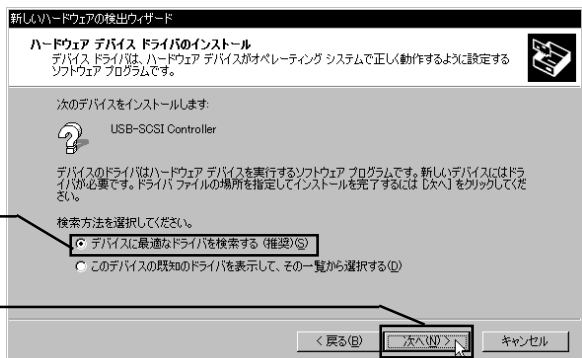 新しいハードウェアの検出ウィザード
ハードウェア デバイス ドライバのインストール
デバイス ドライバは、ハードウェア デバイスがオペレーティング システムで正しく動作するように設定する
ソフトウェア プログラムです。
次のデバイスをインストールします:
USB-SCSI Controller
デバイスのドライバはハードウェア デバイスを実行するソフトウェア プログラムです。新しいデバイスにはドラ
イバが必要です。ドライバ ファイルの場所を指定してインストールを完了するには [次へ] をクリックしてくだ
さい。
検索方法を選択してください。
デバイスに最適なドライバを検索する (推奨)(S)
このデバイスの既知のドライバを表示して、その一覧から選択する(D)
< 戻る(B)
次へ(N) >
キャンセル